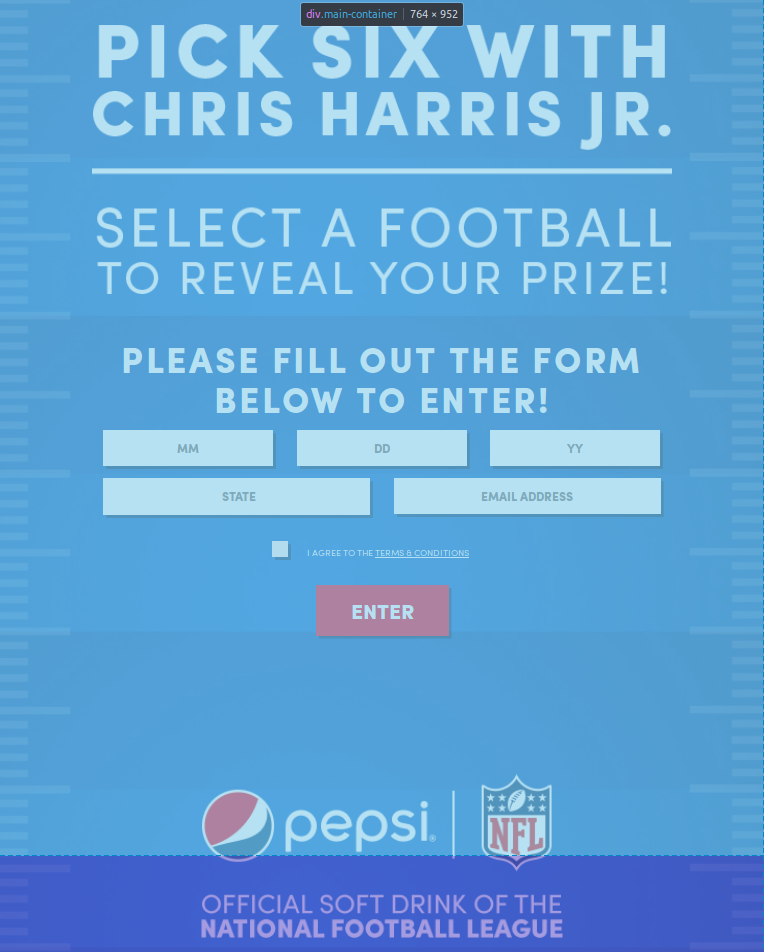 div.main-container | 764 × 952
PICK SIX WITH
CHRIS HARRIS JR.
SELECT A FOOTBALL
TO REVEAL YOUR PRIZE!
PLEASE FILL OUT THE FORM
BELOW TO ENTER!
MM DD YY
STATE EMAIL ADDRESS
I AGREE TO THE TERMS & CONDITIONS
ENTER
pepsi® NFL
OFFICIAL SOFT DRINK OF THE
NATIONAL FOOTBALL LEAGUE